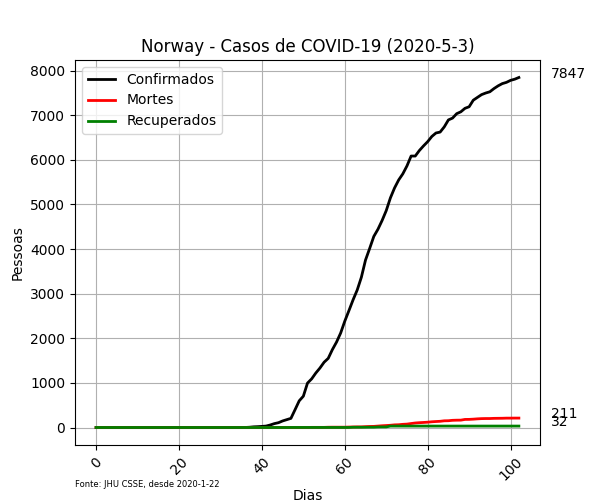 Norway - Casos de COVID-19 (2020-5-3)
Confirmados
Mortes
Recuperados
8000
7000
6000
5000
4000
3000
2000
1000
0
Pessoas
7847
211
32
0
20
40
60
80
100
Dias
Fonte: JHU CSSE, desde 2020-1-22